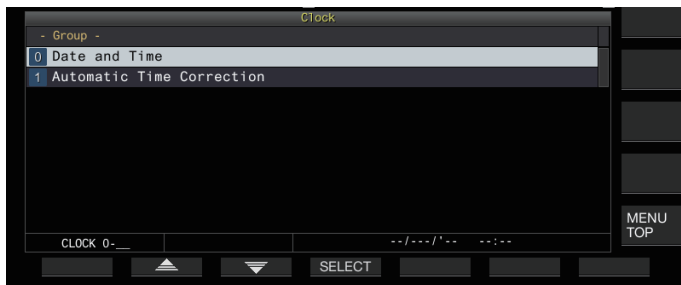 Clock
- Group -
0 Date and Time
1 Automatic Time Correction
MENU
TOP
CLOCK 0-__
--/---/'-- --:--
SELECT